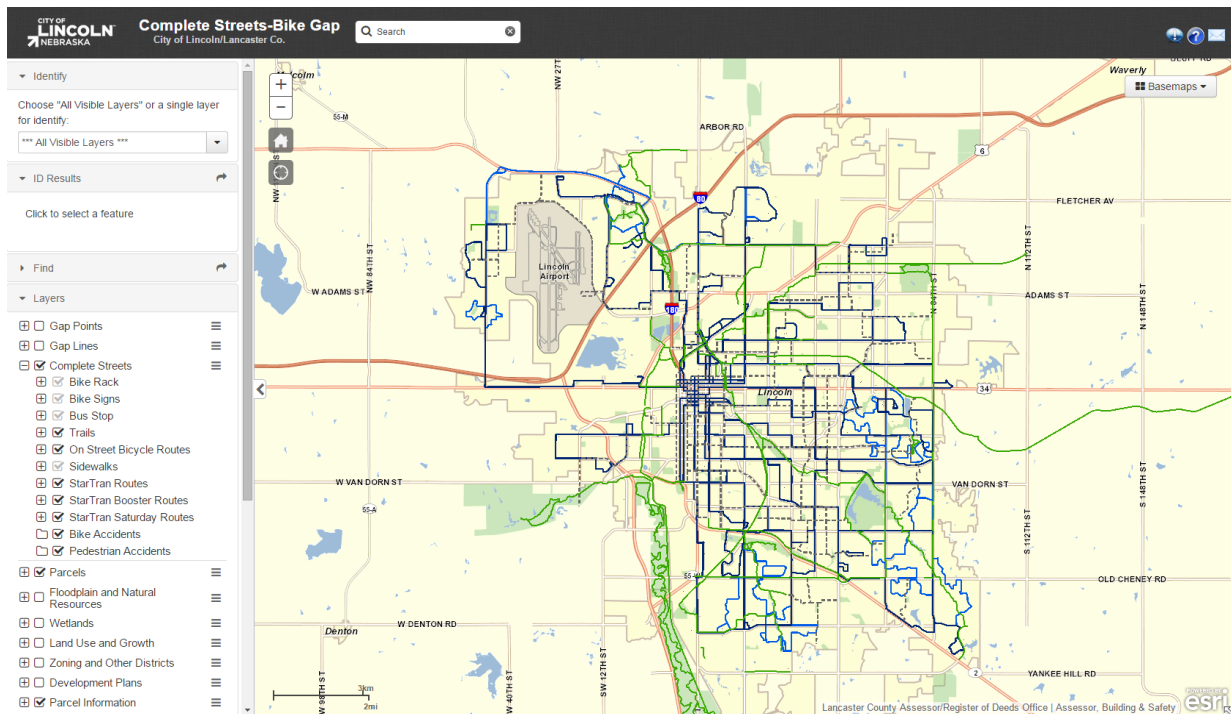 CITY OF
LINCOLN
NEBRASKA
Complete Streets-Bike Gap
City of Lincoln/Lancaster Co.
Search
Identify
Choose "All Visible Layers" or a single layer
for identify:
*** All Visible Layers ***
ID Results
Click to select a feature
Find
Layers
Gap Points
Gap Lines
Complete Streets
Bike Rack
Bike Signs
Bus Stop
Trails
On Street Bicycle Routes
Sidewalks
StarTran Routes
StarTran Booster Routes
StarTran Saturday Routes
Bike Accidents
Pedestrian Accidents
Parcels
Floodplain and Natural
Resources
Wetlands
Land Use and Growth
Zoning and Other Districts
Development Plans
Parcel Information
Basemaps
Waverly
NW 27TH
55-M
ARBOR RD
6
80
FLETCHER AV
Lincoln
Airport
NW 84TH ST
W ADAMS ST
N 84TH ST
N 112TH ST
ADAMS ST
N 148TH ST
180
34
Lincoln
W VAN DORN ST
VAN DORN ST
55-A
S 112TH ST
S 148TH ST
OLD CHENEY RD
Denton
W DENTON RD
SW 12TH ST
2
YANKEE HILL RD
W 98TH ST
W 40TH ST
3km
2mi
Lancaster County Assessor/Register of Deeds Office | Assessor, Building & Safety
POWERED BY
esri